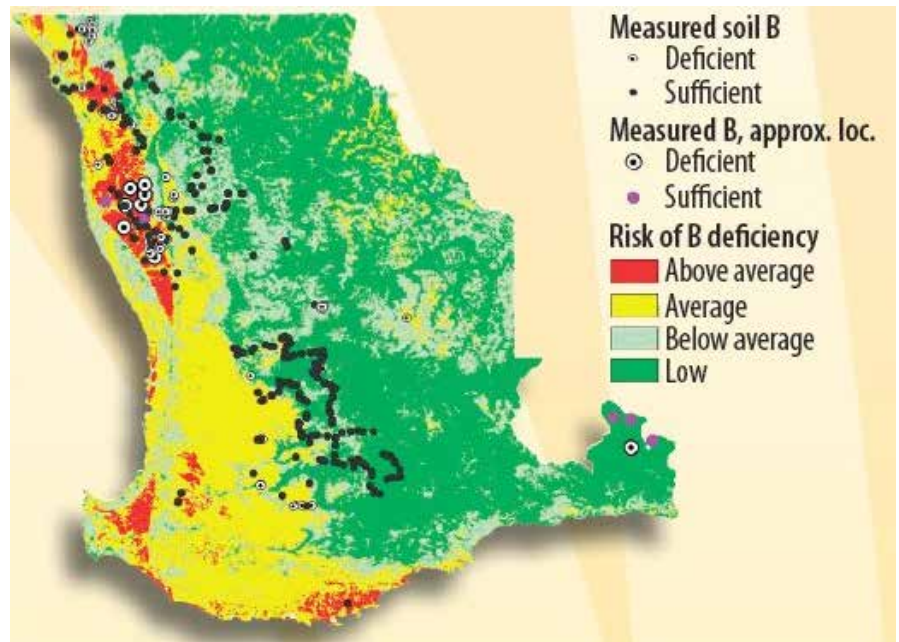 Measured soil B
Deficient
Sufficient
Measured B, approx. loc.
Deficient
Sufficient
Risk of B deficiency
Above average
Average
Below average
Low